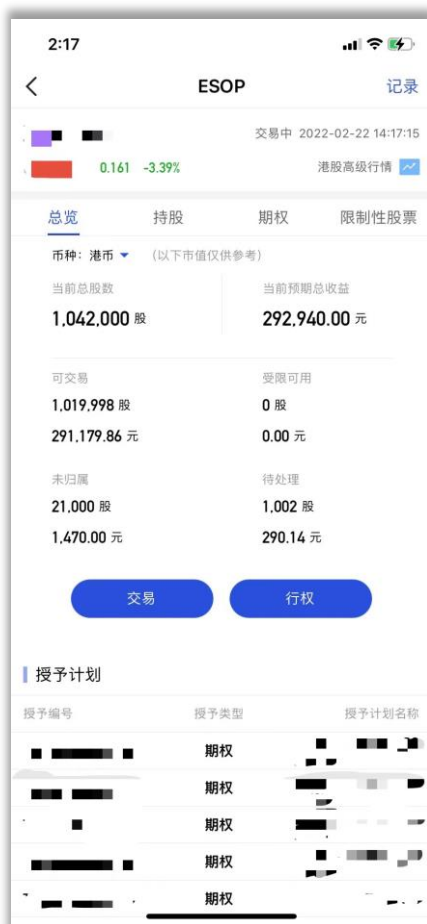 2:17
ESOP 记录
交易中 2022-02-22 14:17:15
0.161 -3.39% 港股高级行情
总览 持股 期权 限制性股票
币种: 港币 (以下市值仅供参考)
当前总股数 当前预期总收益
1,042,000 股 292,940.00 元
可交易 受限可用
1,019,998 股 0 股
291,179.86 元 0.00 元
未归属 待处理
21,000 股 1,002 股
1,470.00 元 290.14 元
交易 行权
授予计划
授予编号 授予类型 授予计划名称
期权
期权
期权
期权
期权